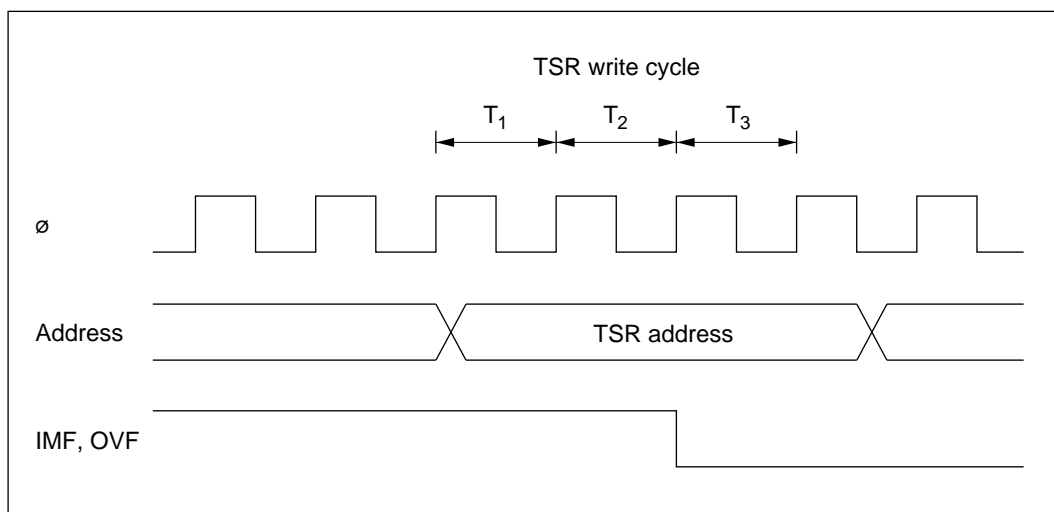 TSR write cycle
T1 T2 T3
ø
Address TSR address
IMF, OVF